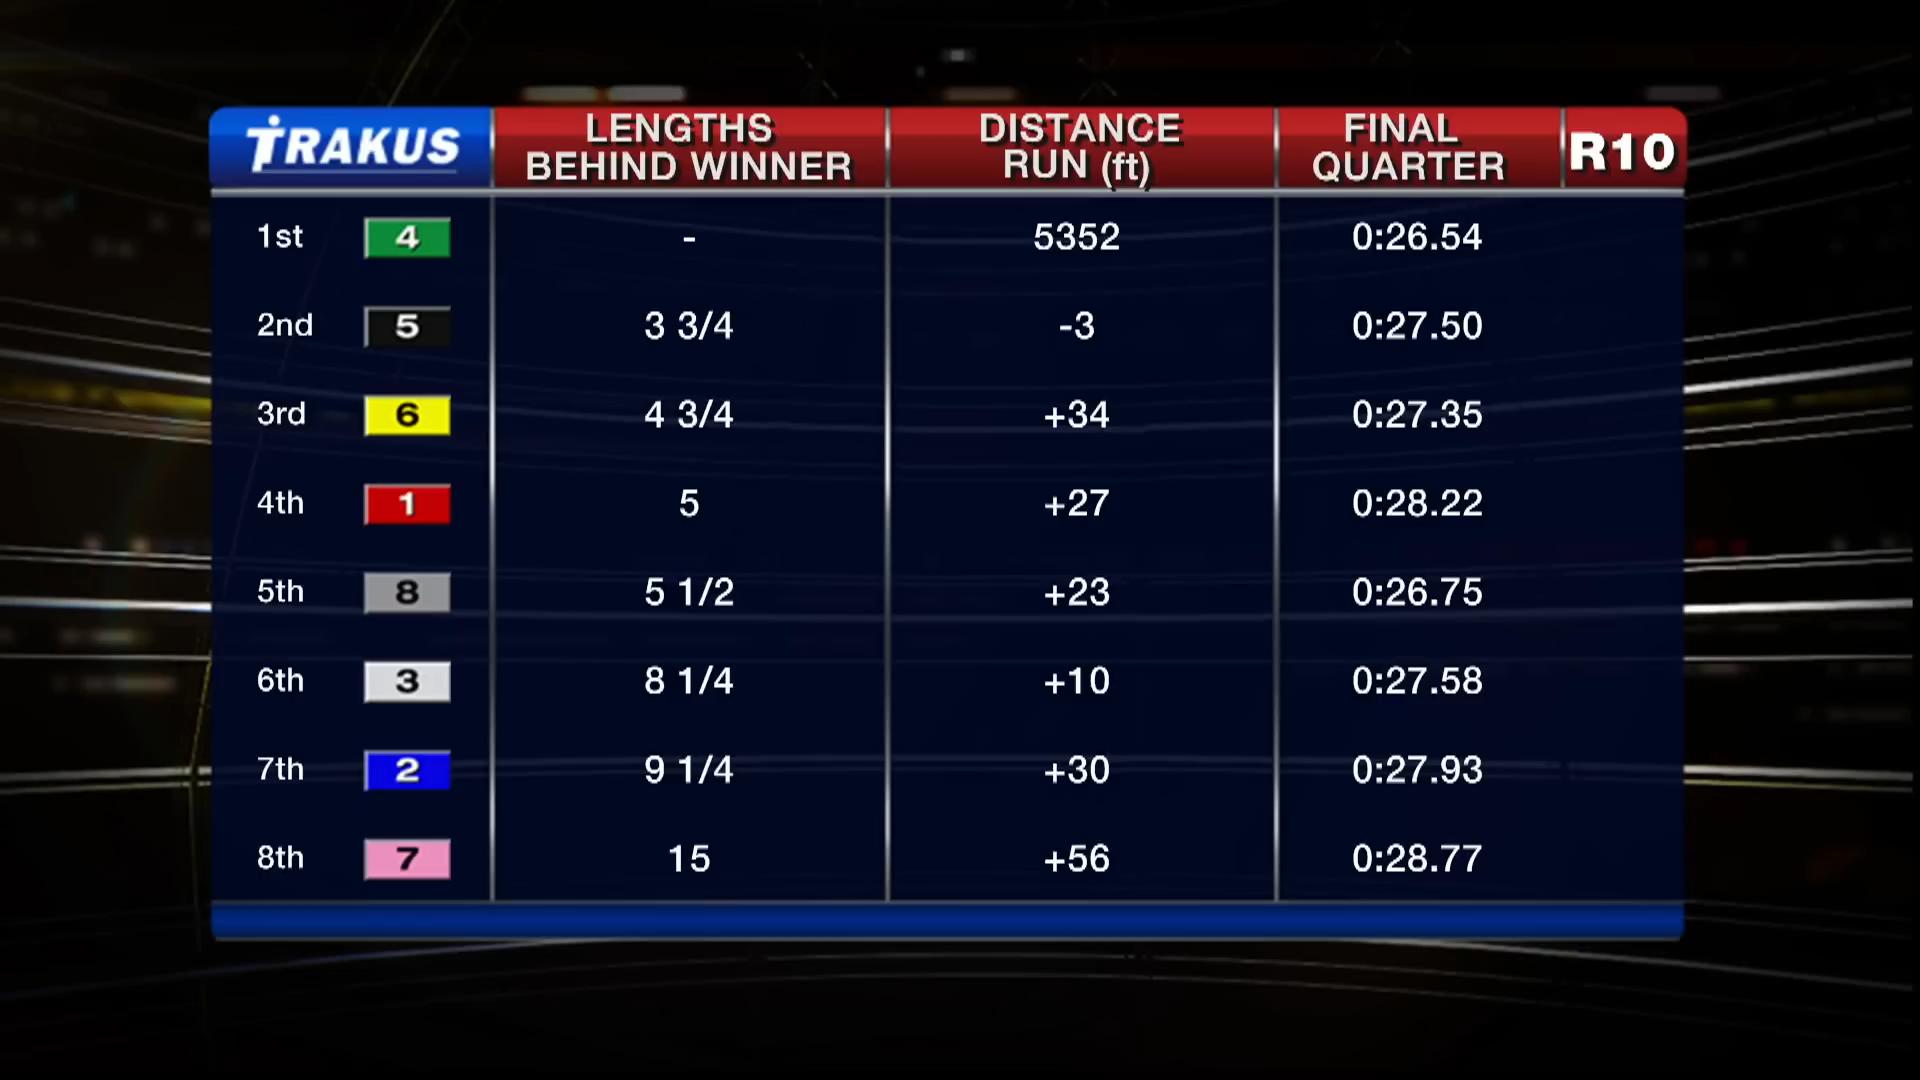 TRAKUS
LENGTHS BEHIND WINNER
DISTANCE RUN (ft)
FINAL QUARTER
R10
1st 4 - 5352 0:26.54
2nd 5 3 3/4 -3 0:27.50
3rd 6 4 3/4 +34 0:27.35
4th 1 5 +27 0:28.22
5th 8 5 1/2 +23 0:26.75
6th 3 8 1/4 +10 0:27.58
7th 2 9 1/4 +30 0:27.93
8th 7 15 +56 0:28.77